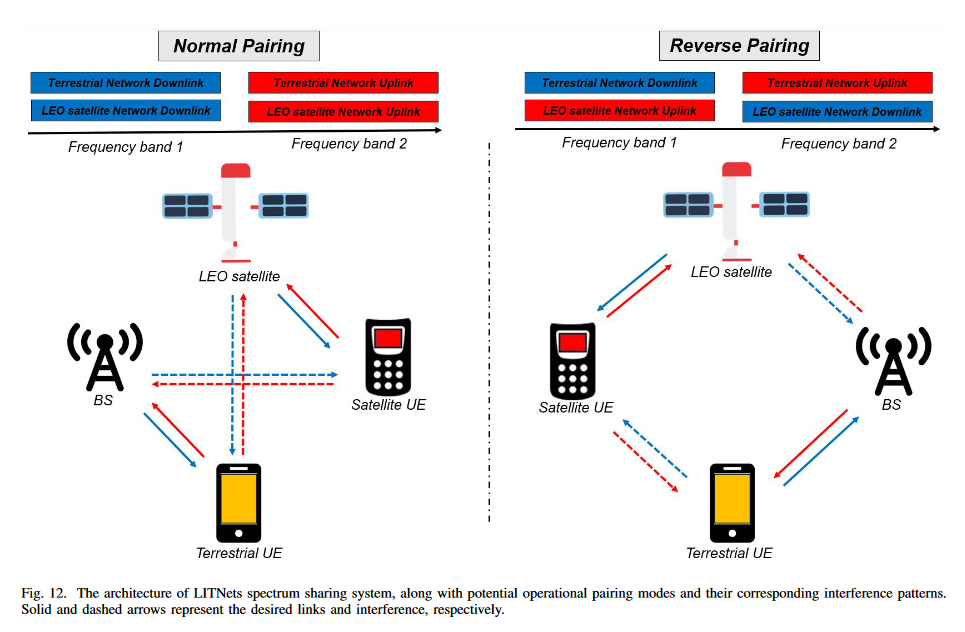 Normal Pairing
Terrestrial Network Downlink
Terrestrial Network Uplink
LEO satellite Network Downlink
LEO satellite Network Uplink
Frequency band 1
Frequency band 2
LEO satellite
BS
Satellite UE
Terrestrial UE
Reverse Pairing
Terrestrial Network Downlink
Terrestrial Network Uplink
LEO satellite Network Uplink
LEO satellite Network Downlink
Frequency band 1
Frequency band 2
LEO satellite
Satellite UE
BS
Terrestrial UE
Fig. 12. The architecture of LITNets spectrum sharing system, along with potential operational pairing modes and their corresponding interference patterns.
Solid and dashed arrows represent the desired links and interference, respectively.